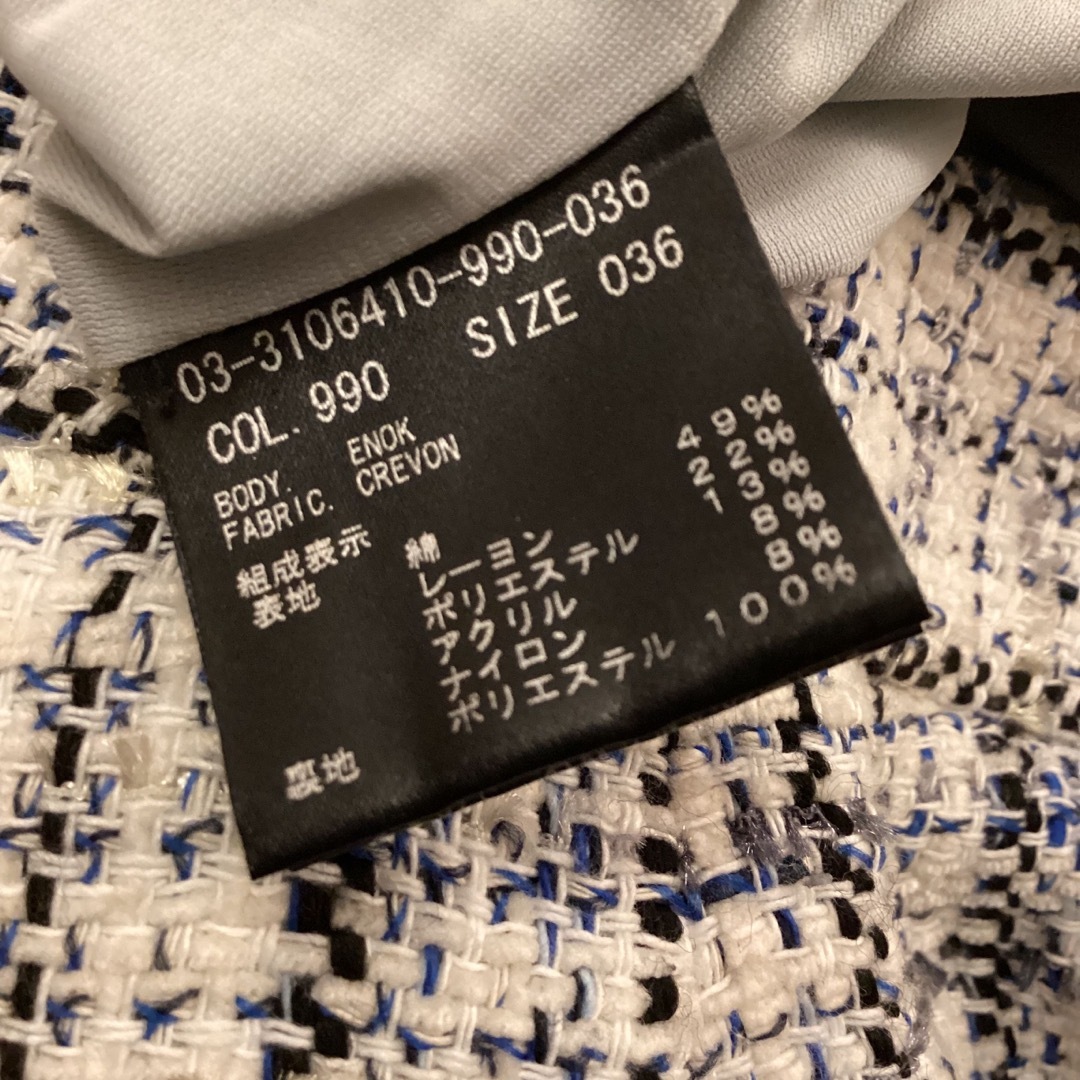 03-3106410-990-036
COL. 990 SIZE 036
BODY. ENOK
FABRIC. CREVON
組成表示
表地 綿 49%
レーヨン 22%
ポリエステル 13%
アクリル 8%
ナイロン 8%
裏地 ポリエステル 100%